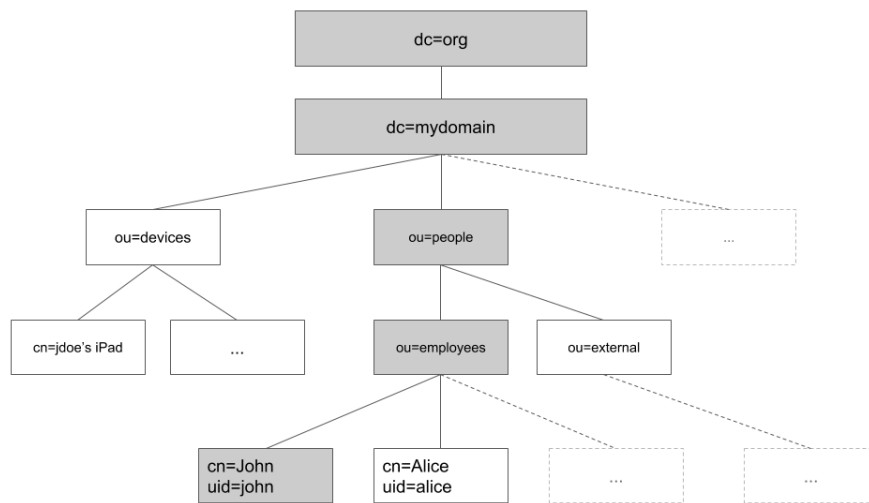 dc=org
dc=mydomain
ou=devices
ou=people
...
cn=jdoe's iPad
...
ou=employees
ou=external
cn=John
uid=john
cn=Alice
uid=alice
...
...